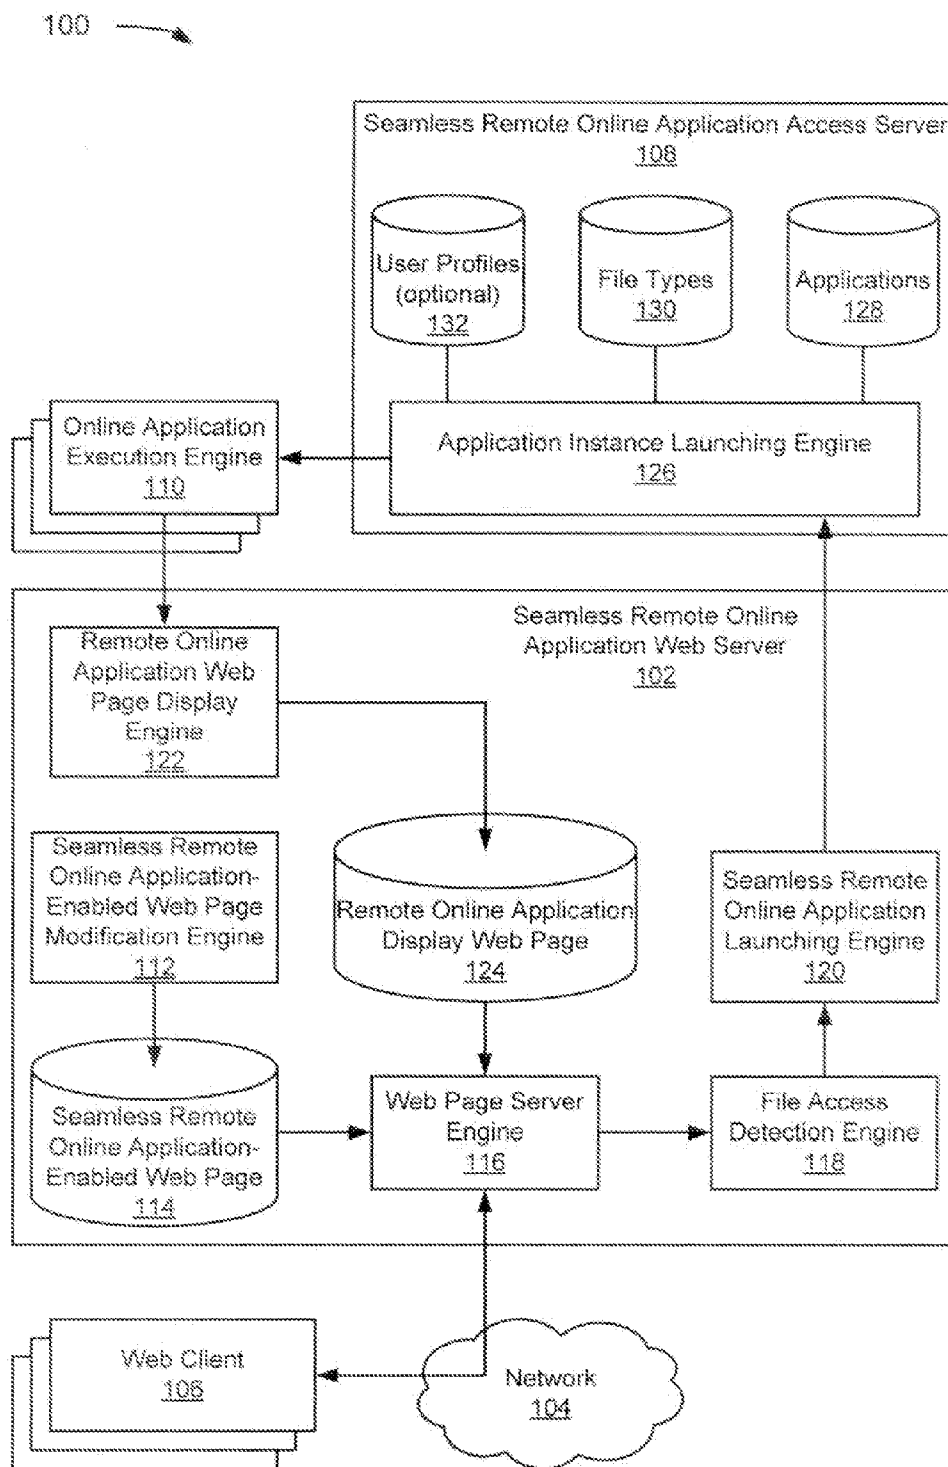 100
Seamless Remote Online Application Access Server
108
User Profiles
(optional)
132
File Types
130
Applications
128
Online Application
Execution Engine
110
Application Instance Launching Engine
126
Seamless Remote Online
Application Web Server
102
Remote Online
Application Web
Page Display
Engine
122
Seamless Remote
Online Application-
Enabled Web Page
Modification Engine
112
Remote Online Application
Display Web Page
124
Seamless Remote
Online Application
Launching Engine
120
Seamless Remote
Online Application-
Enabled Web Page
114
Web Page Server
Engine
116
File Access
Detection Engine
118
Web Client
106
Network
104